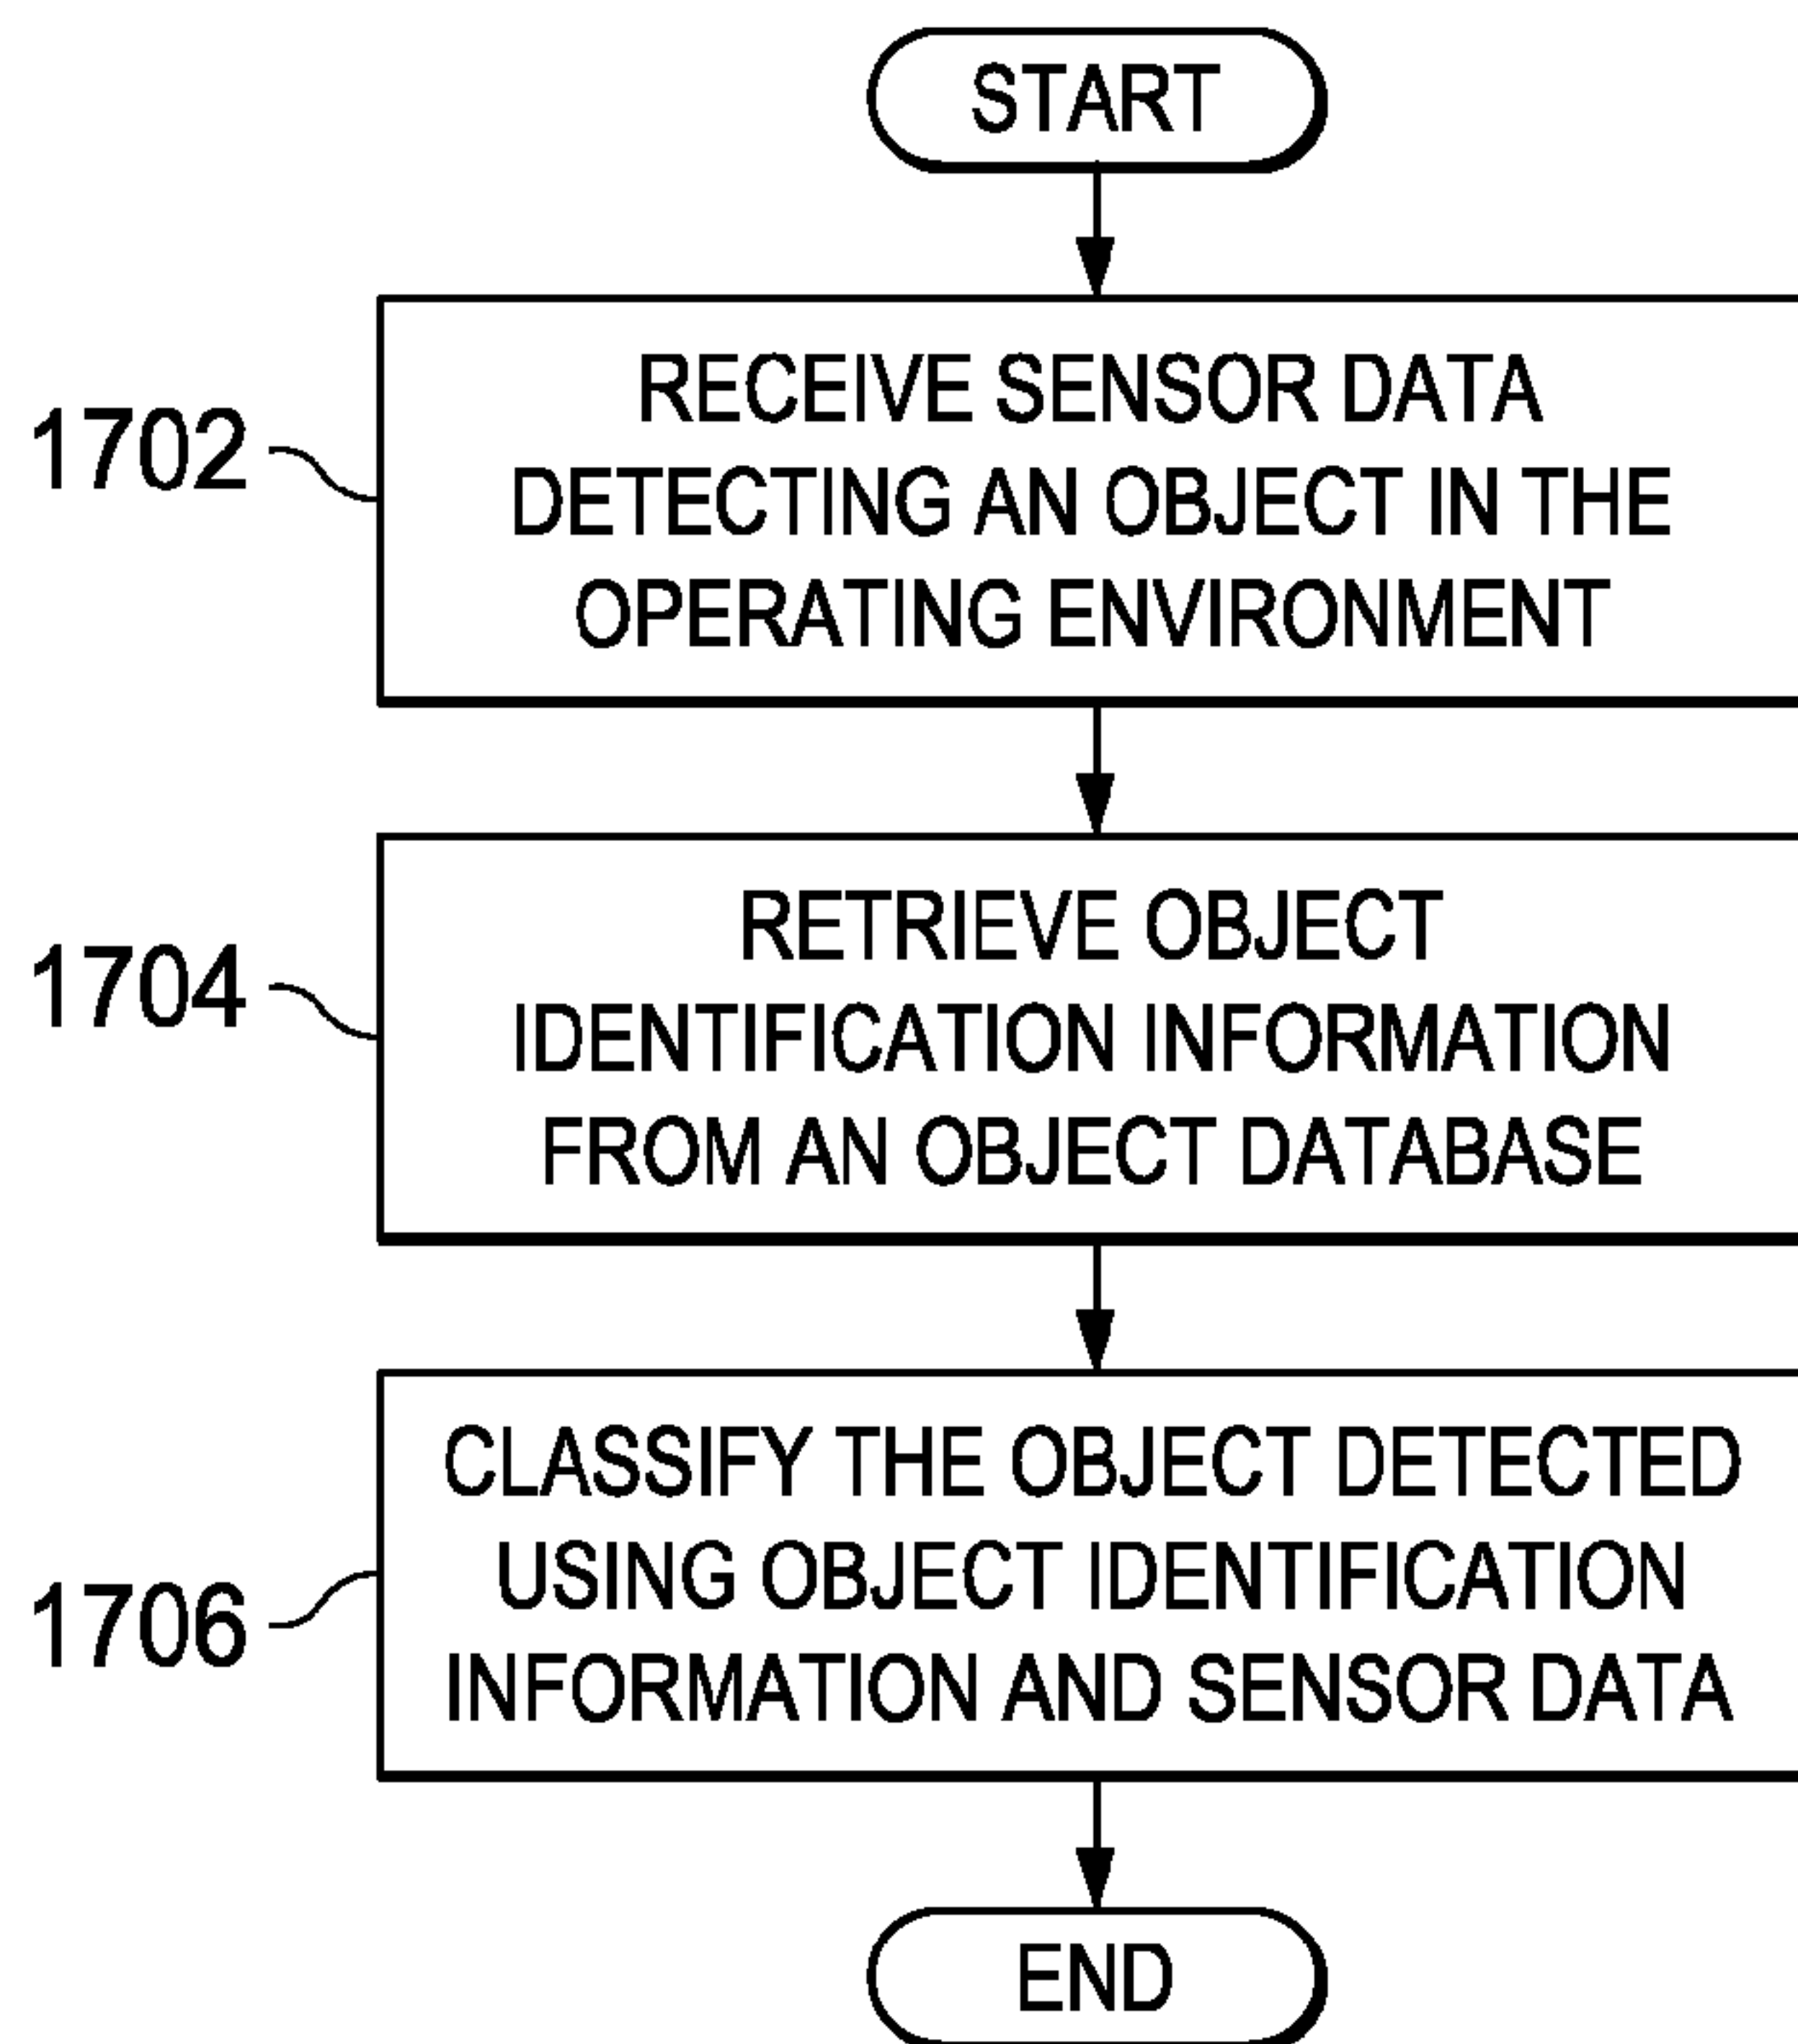 START
1702
RECEIVE SENSOR DATA
DETECTING AN OBJECT IN THE
OPERATING ENVIRONMENT
1704
RETRIEVE OBJECT
IDENTIFICATION INFORMATION
FROM AN OBJECT DATABASE
1706
CLASSIFY THE OBJECT DETECTED
USING OBJECT IDENTIFICATION
INFORMATION AND SENSOR DATA
END